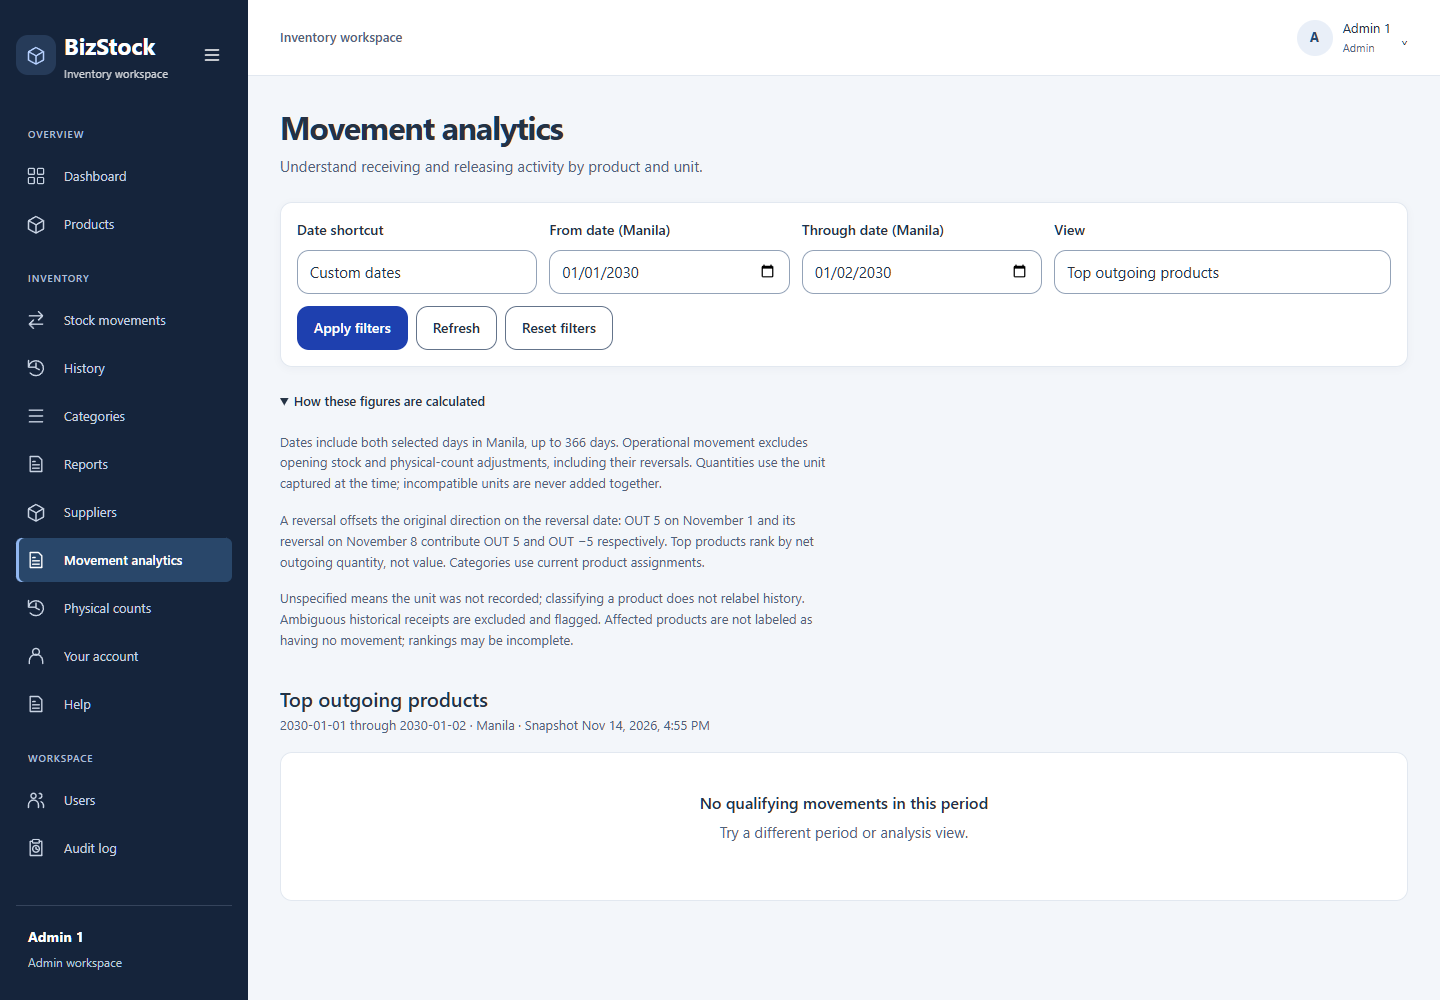 BizStock
Inventory workspace
OVERVIEW
Dashboard
Products
INVENTORY
Stock movements
History
Categories
Reports
Suppliers
Movement analytics
Physical counts
Your account
Help
WORKSPACE
Users
Audit log
Admin 1
Admin workspace
Inventory workspace
A
Admin 1
Admin
Movement analytics
Understand receiving and releasing activity by product and unit.
Date shortcut
Custom dates
From date (Manila)
01/01/2030
Through date (Manila)
01/02/2030
View
Top outgoing products
Apply filters
Refresh
Reset filters
▼ How these figures are calculated
Dates include both selected days in Manila, up to 366 days. Operational movement excludes
opening stock and physical-count adjustments, including their reversals. Quantities use the unit
captured at the time; incompatible units are never added together.
A reversal offsets the original direction on the reversal date: OUT 5 on November 1 and its
reversal on November 8 contribute OUT 5 and OUT −5 respectively. Top products rank by net
outgoing quantity, not value. Categories use current product assignments.
Unspecified means the unit was not recorded; classifying a product does not relabel history.
Ambiguous historical receipts are excluded and flagged. Affected products are not labeled as
having no movement; rankings may be incomplete.
Top outgoing products
2030-01-01 through 2030-01-02 · Manila · Snapshot Nov 14, 2026, 4:55 PM
No qualifying movements in this period
Try a different period or analysis view.